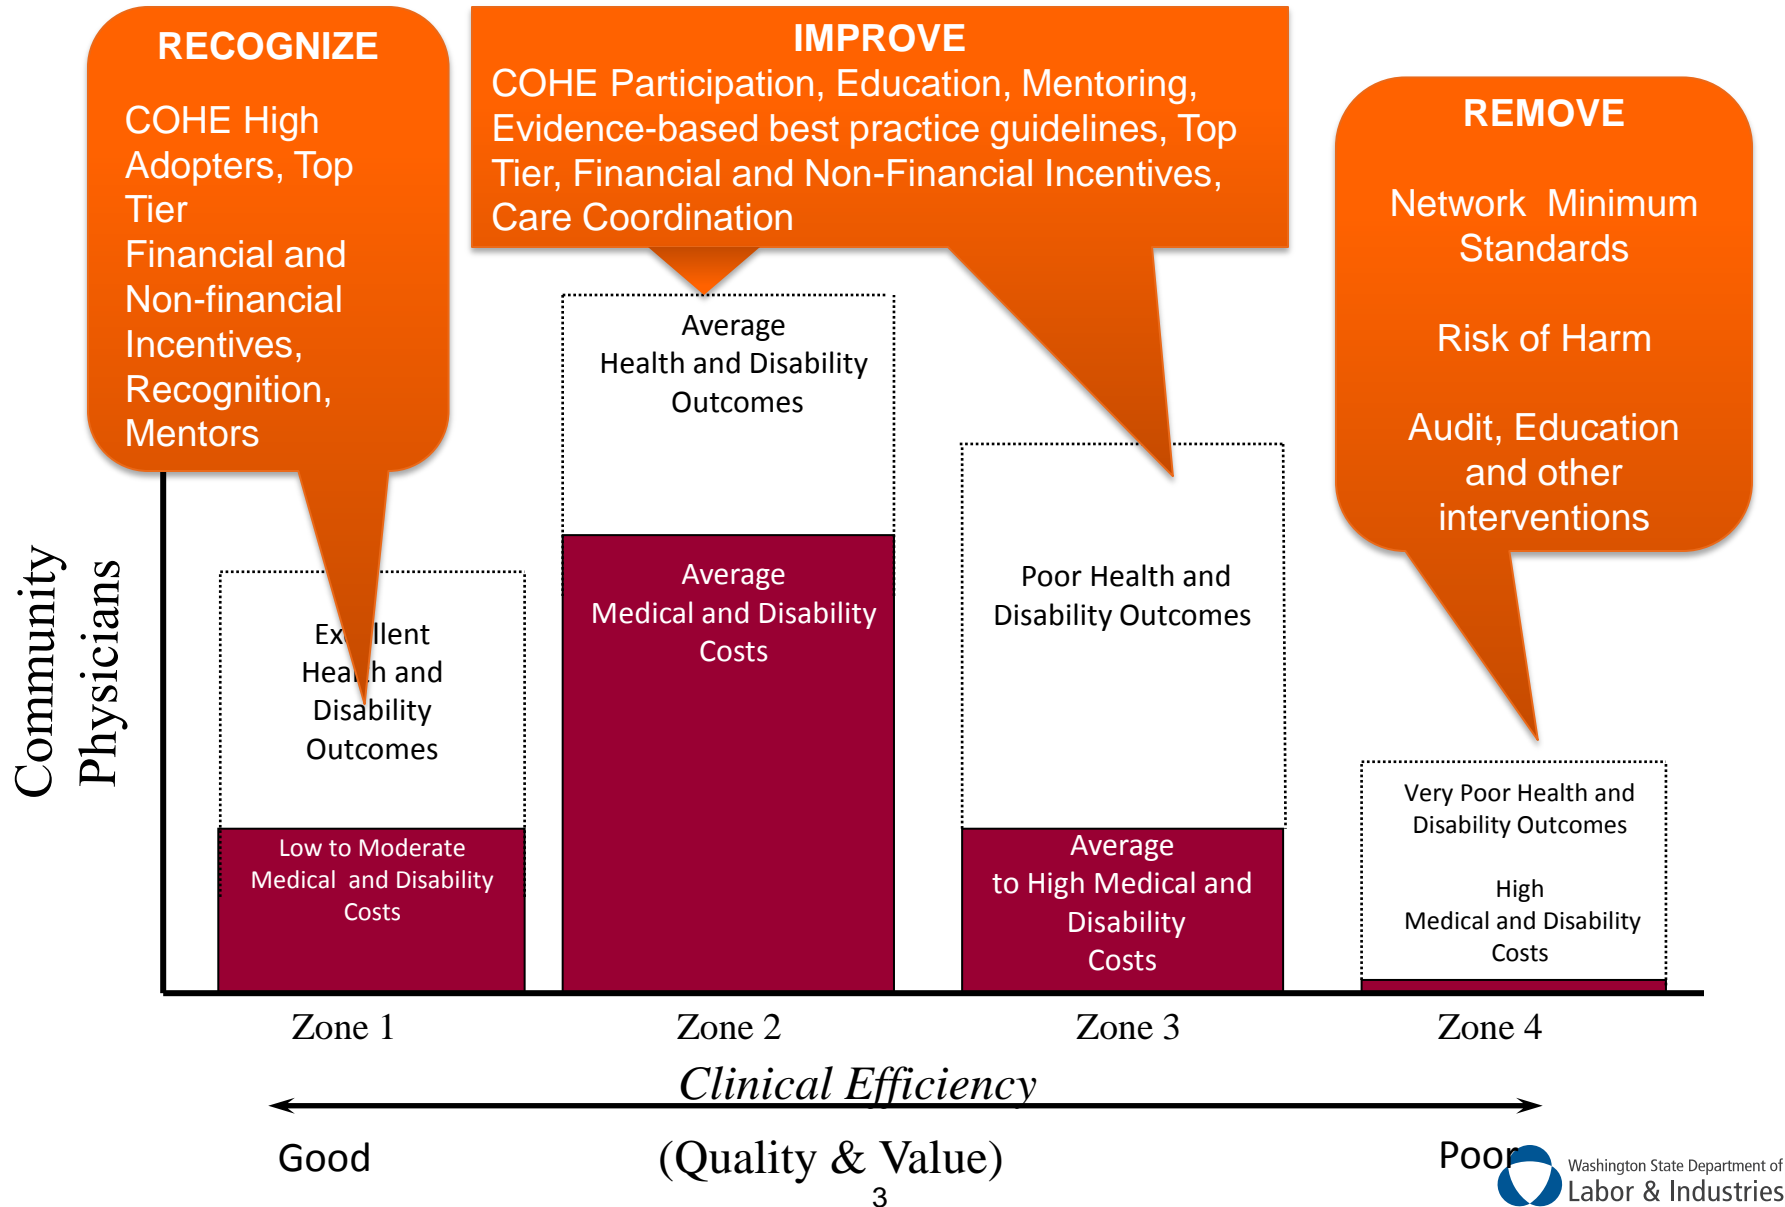 RECOGNIZE
COHE High
Adopters, Top
Tier
Financial and
Non-financial
Incentives,
Recognition,
Mentors
IMPROVE
COHE Participation, Education, Mentoring,
Evidence-based best practice guidelines, Top
Tier, Financial and Non-Financial Incentives,
Care Coordination
REMOVE
Network Minimum
Standards
Risk of Harm
Audit, Education
and other
interventions
Community
Physicians
Excellent
Health and
Disability
Outcomes
Low to Moderate
Medical and Disability
Costs
Average
Health and Disability
Outcomes
Average
Medical and Disability
Costs
Poor Health and
Disability Outcomes
Average
to High Medical and
Disability
Costs
Very Poor Health and
Disability Outcomes
High
Medical and Disability
Costs
Zone 1
Zone 2
Zone 3
Zone 4
Clinical Efficiency
Good
(Quality & Value)
Poor
3
Washington State Department of
Labor & Industries